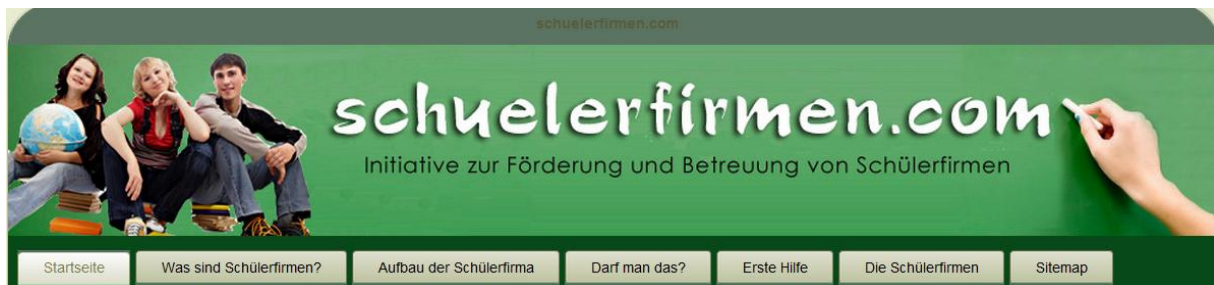 schuelerfirmen.com
schuelerfirmen.com
Initiative zur Förderung und Betreuung von Schülerfirmen
Startseite Was sind Schülerfirmen? Aufbau der Schülerfirma Darf man das? Erste Hilfe Die Schülerfirmen Sitemap